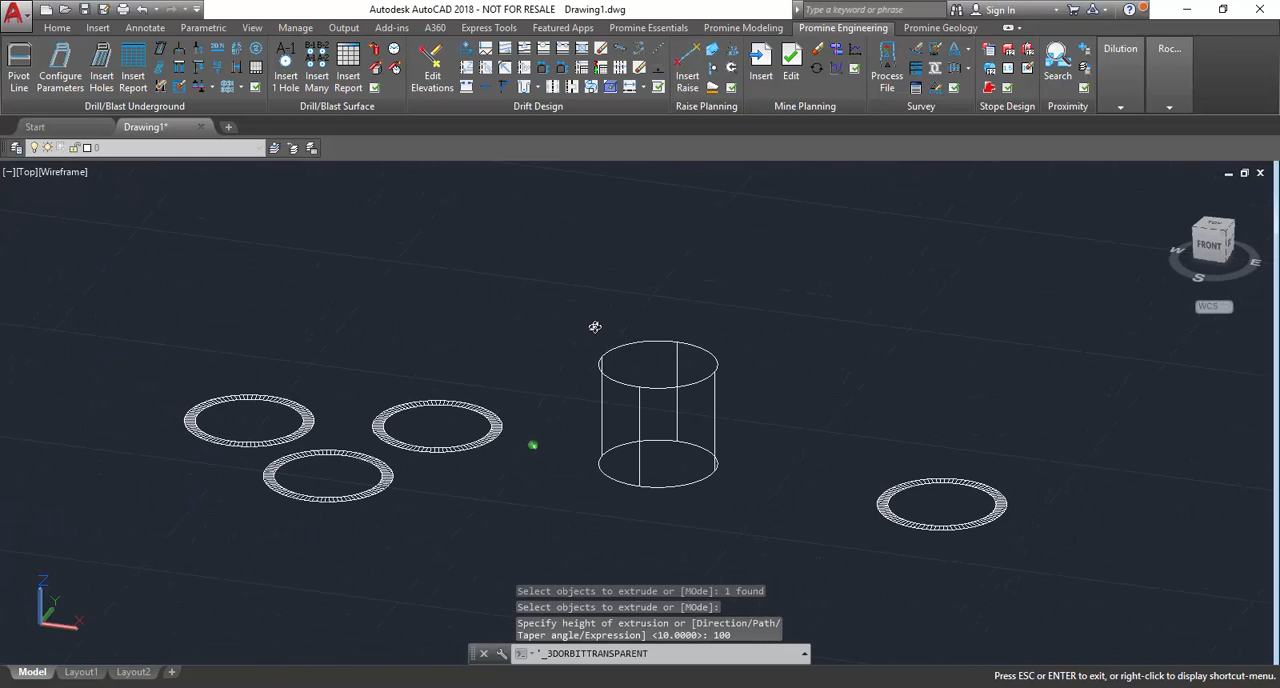 Autodesk AutoCAD 2018 - NOT FOR RESALE Drawing1.dwg
Type a keyword or phrase
Sign In
Home Insert Annotate Parametric View Manage Output Add-ins A360 Express Tools Featured Apps Promine Essentials Promine Modeling Promine Engineering Promine Geology
Pivot Line
Configure Parameters
Insert Holes
Insert Report
Insert 1 Hole
Insert Many
Insert Report
Edit Elevations
Insert Raise
Insert
Edit
Process File
Search
Dilution
Roc...
Drill/Blast Underground
Drill/Blast Surface
Drift Design
Raise Planning
Mine Planning
Survey
Stope Design
Proximity
Start
Drawing1*
0
[−][Top][Wireframe]
TOP
FRONT
W
S
E
WCS
Z
Y
X
Select objects to extrude or [MOde]: 1 found
Select objects to extrude or [MOde]:
Specify height of extrusion or [Direction/Path/
Taper angle/Expression] <10.0000>: 100
'_3DORBITTRANSPARENT
Model Layout1 Layout2
Press ESC or ENTER to exit, or right-click to display shortcut-menu.